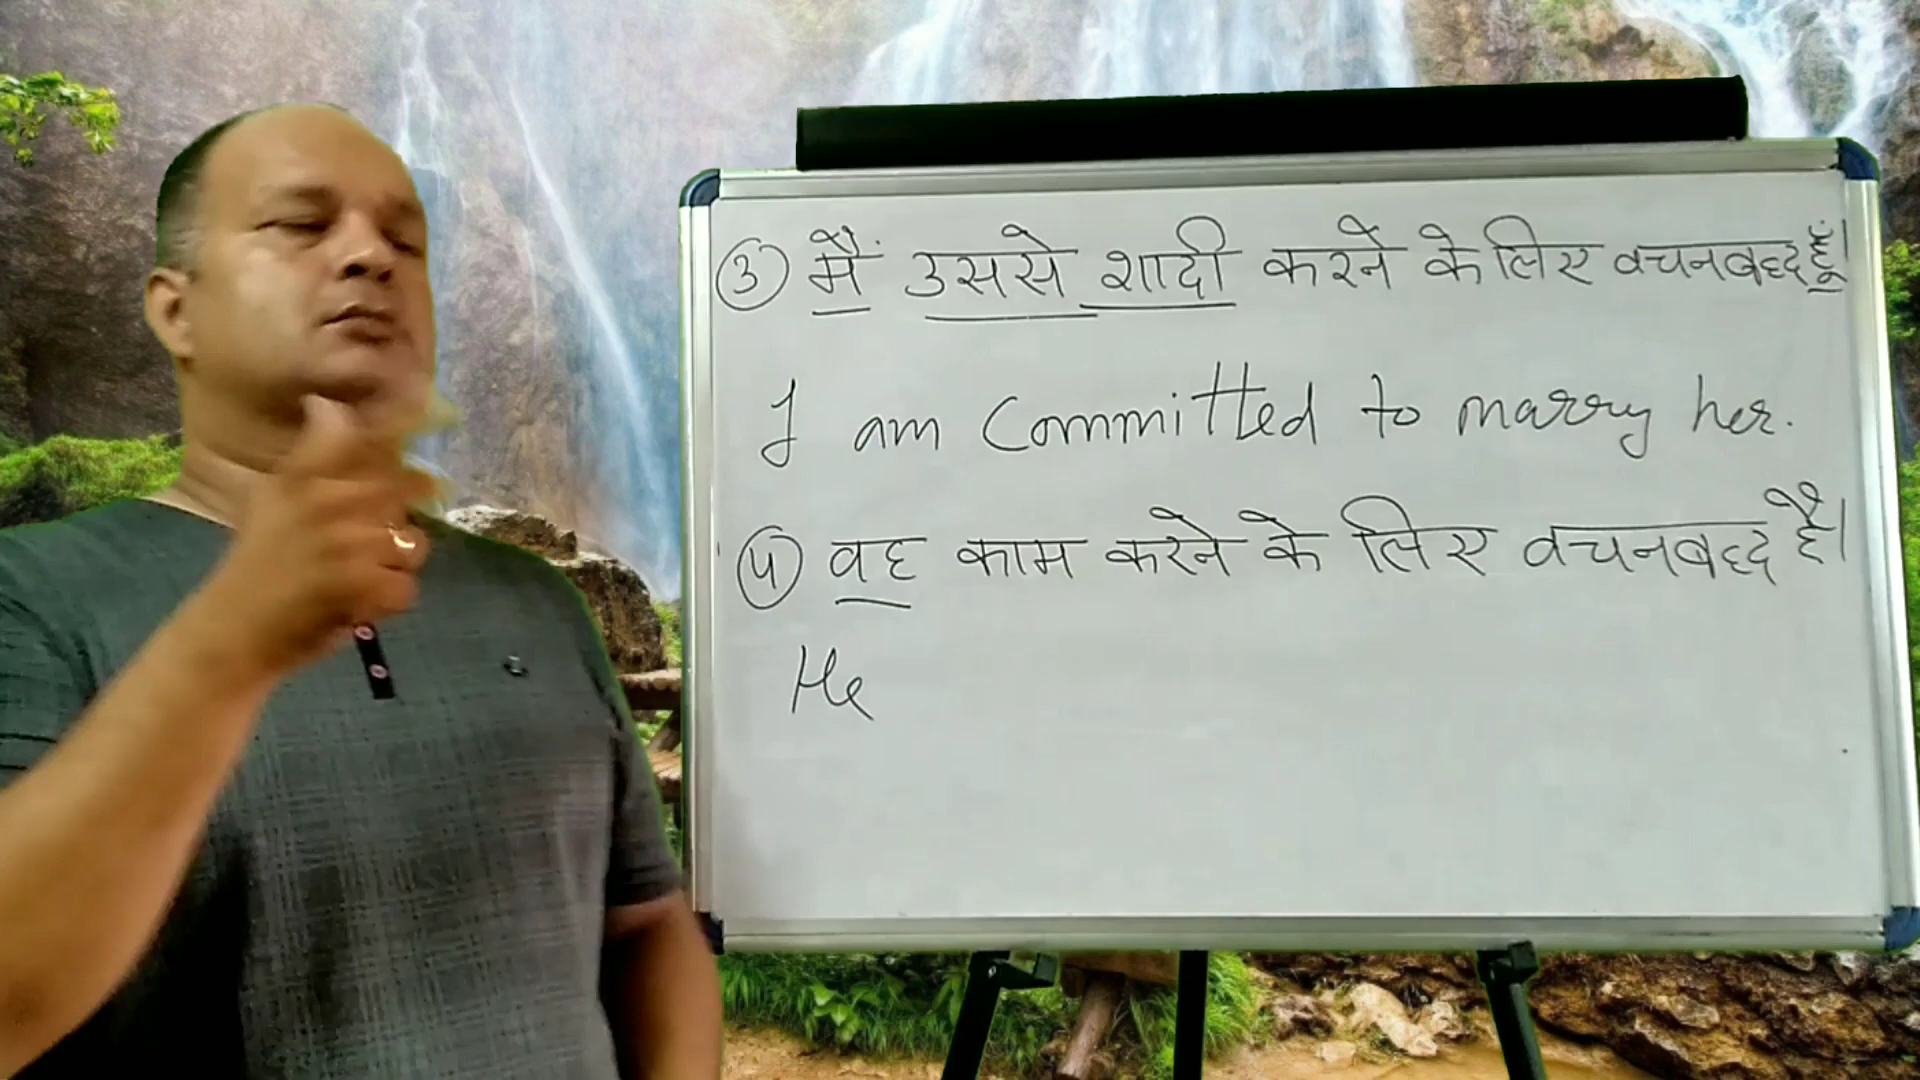 ③ मैं उससे शादी करने के लिए वचनबद्ध हूँ।
I am committed to marry her.
④ वह काम करने के लिए वचनबद्ध है।
He